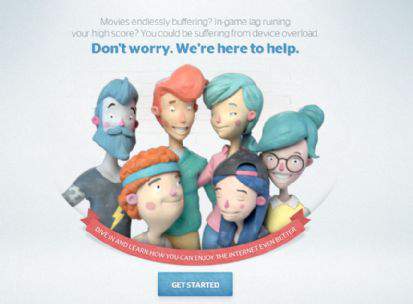 Movies endlessly buffering? In-game lag ruining
your high score? You could be suffering from device overload.
Don't worry. We're here to help.
DIVE IN AND LEARN HOW YOU CAN ENJOY THE INTERNET EVEN BETTER
GET STARTED